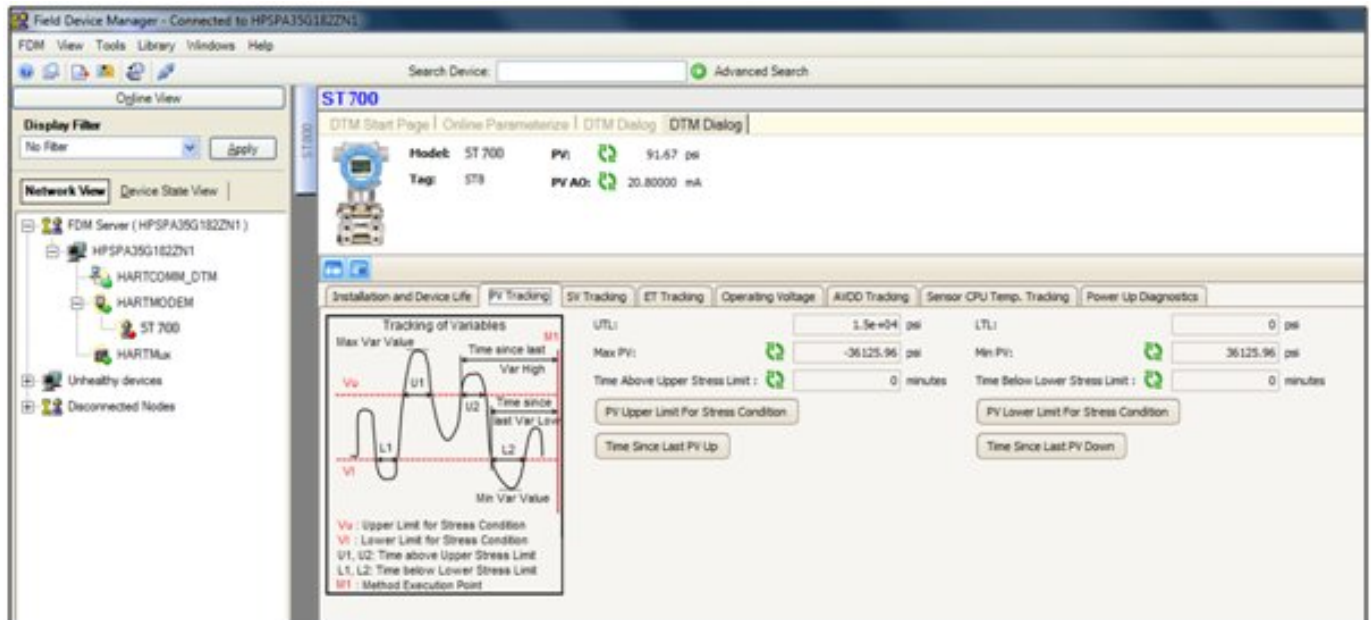 Field Device Manager - Connected to HPSPA35G182ZN1
FDM View Tools Library Windows Help
Search Device: Advanced Search
Online View
Display Filter
No Filter Apply
Network View Device State View
FDM Server ( HPSPA35G182ZN1 )
HPSPA35G182ZN1
HARTCOMM_DTM
HARTMODEM
ST 700
HARTMux
Unhealthy devices
Disconnected Nodes
ST700
ST 700
DTM Start Page Online Parameterize DTM Dialog DTM Dialog
Model: ST 700 PV: 91.67 psi
Tag: ST8 PV AO: 20.80000 mA
Installation and Device Life PV Tracking SV Tracking ET Tracking Operating Voltage AVDD Tracking Sensor CPU Temp. Tracking Power Up Diagnostics
Tracking of Variables
Max Var Value
M1
Time since last
Var High
Vu
U1
U2
Time since
last Var Low
L1
L2
Vl
Min Var Value
Vu : Upper Limit for Stress Condition
Vl : Lower Limit for Stress Condition
U1, U2: Time above Upper Stress Limit
L1, L2: Time below Lower Stress Limit
M1 : Method Execution Point
UTL: 1.5e+04 psi LTL: 0 psi
Max PV: -36125.96 psi Min PV: 36125.96 psi
Time Above Upper Stress Limit : 0 minutes Time Below Lower Stress Limit : 0 minutes
PV Upper Limit For Stress Condition PV Lower Limit For Stress Condition
Time Since Last PV Up Time Since Last PV Down